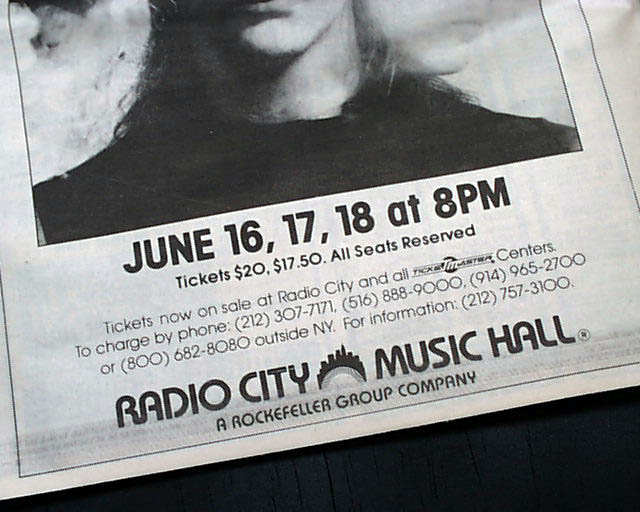 JUNE 16, 17, 18 at 8PM
Tickets $20, $17.50. All Seats Reserved
Tickets now on sale at Radio City and all TICKETMASTER Centers.
To charge by phone: (212) 307-7171, (516) 888-9000, (914) 965-2700
or (800) 682-8080 outside NY. For information: (212) 757-3100.
RADIO CITY MUSIC HALL®
A ROCKEFELLER GROUP COMPANY